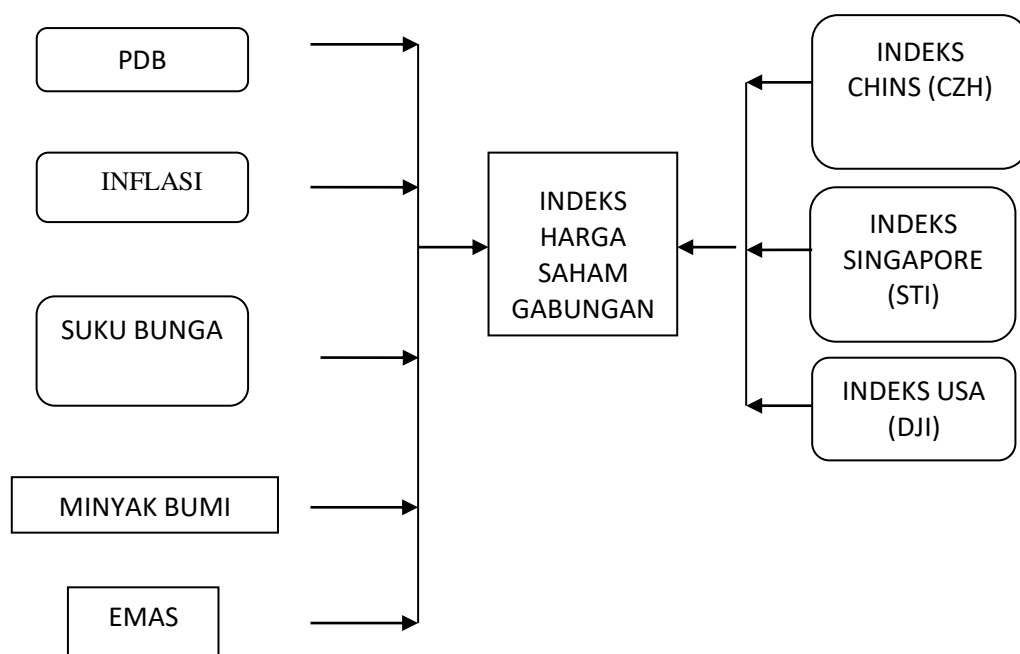 PDB
INFLASI
SUKU BUNGA
MINYAK BUMI
EMAS
INDEKS
HARGA
SAHAM
GABUNGAN
INDEKS
CHINS (CZH)
INDEKS
SINGAPORE
(STI)
INDEKS USA
(DJI)